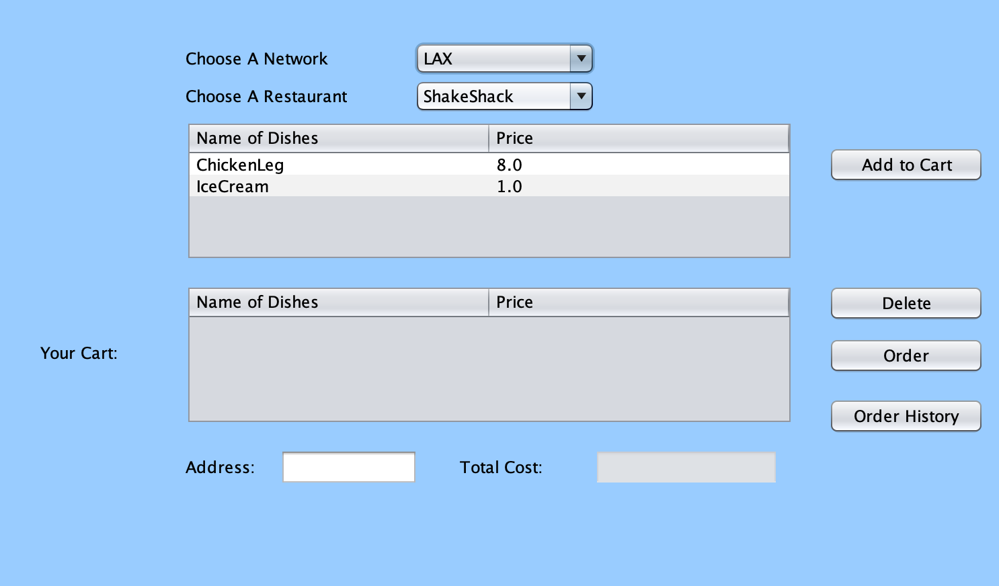 Choose A Network LAX
Choose A Restaurant ShakeShack
Name of Dishes Price
ChickenLeg 8.0
IceCream 1.0
Add to Cart
Name of Dishes Price
Delete
Your Cart:
Order
Order History
Address: Total Cost: